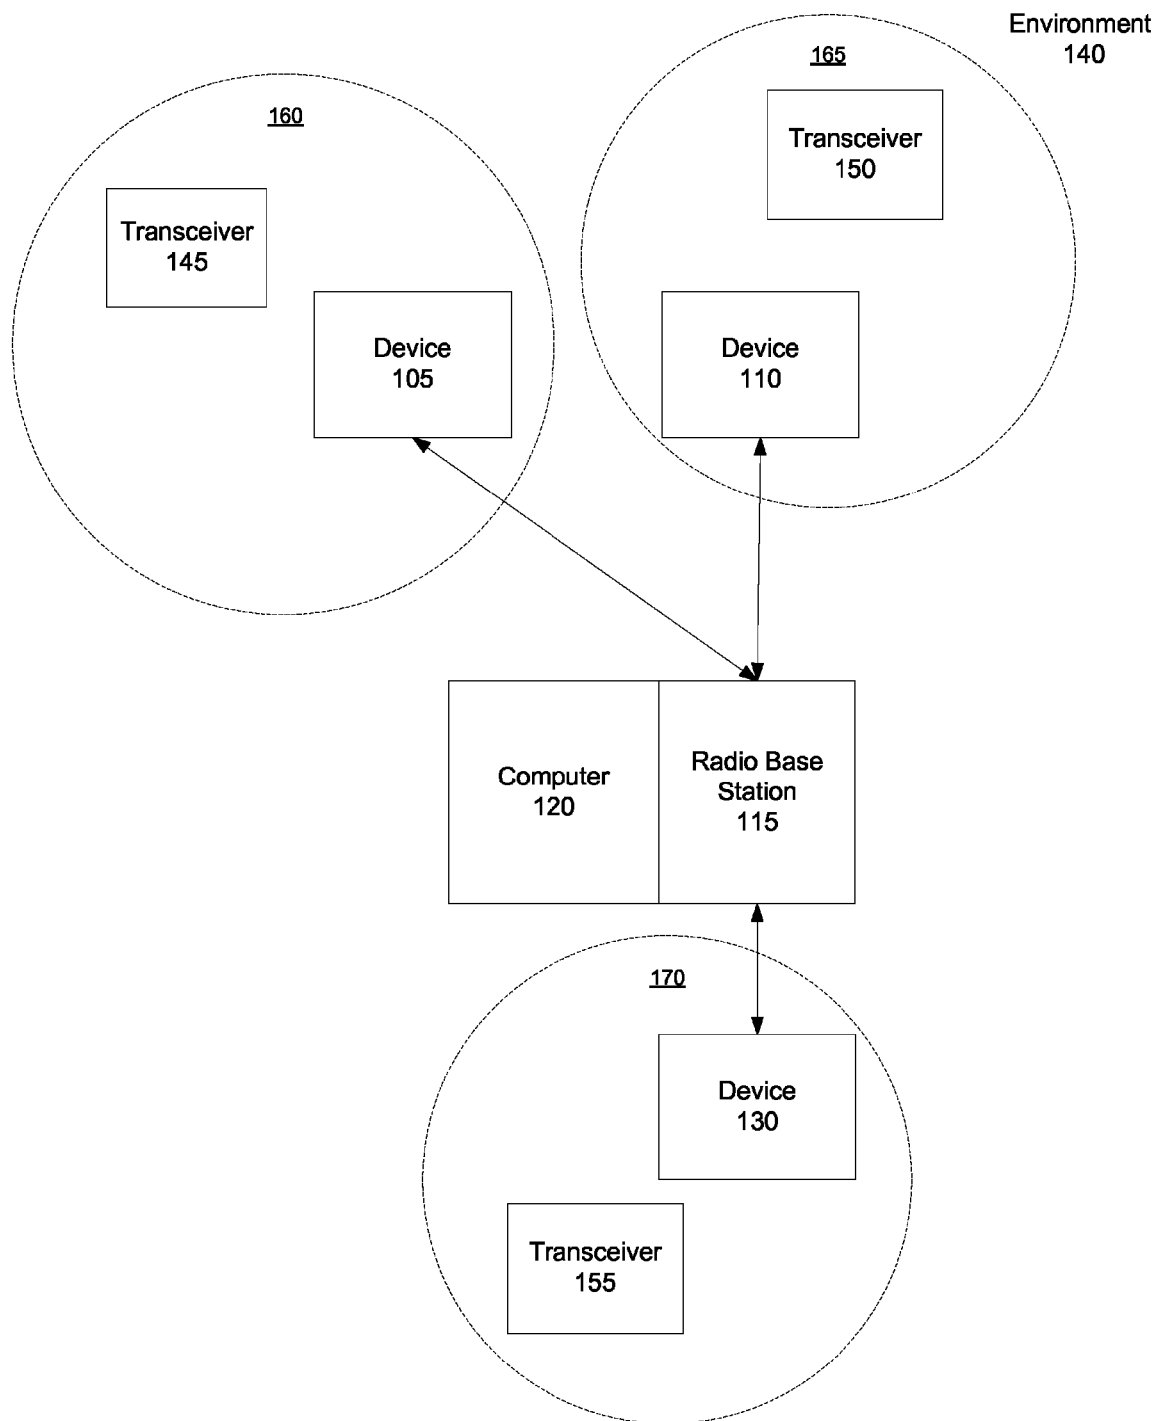 Environment
140
165
Transceiver
150
160
Transceiver
145
Device
105
Device
110
Computer
120
Radio Base
Station
115
170
Device
130
Transceiver
155